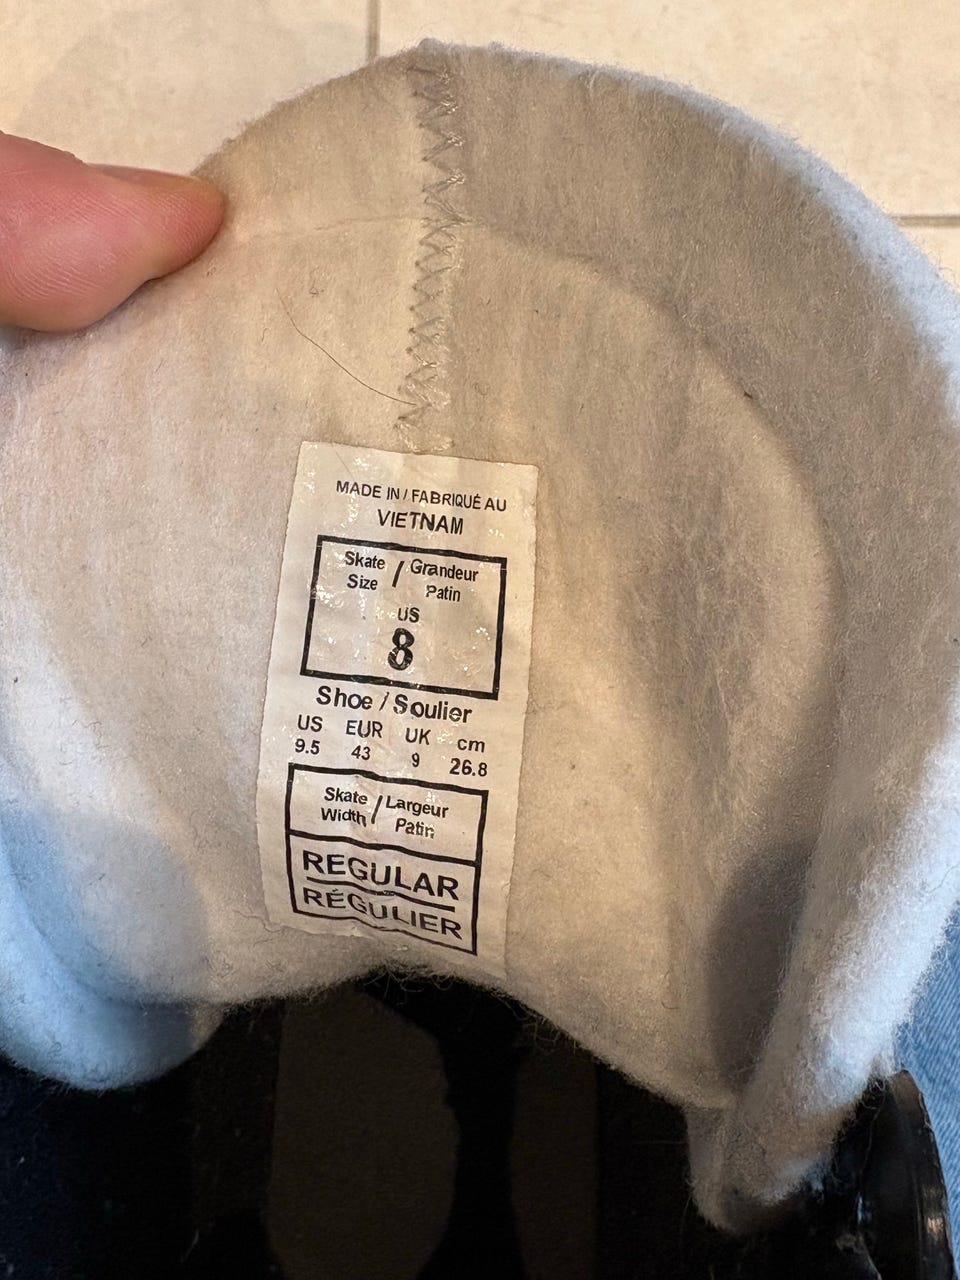 MADE IN / FABRIQUÉ AU
VIETNAM
Skate Size / Grandeur Patin
US
8
Shoe / Soulier
US EUR UK cm
9.5 43 9 26.8
Skate Width / Largeur Patin
REGULAR
RÉGULIER